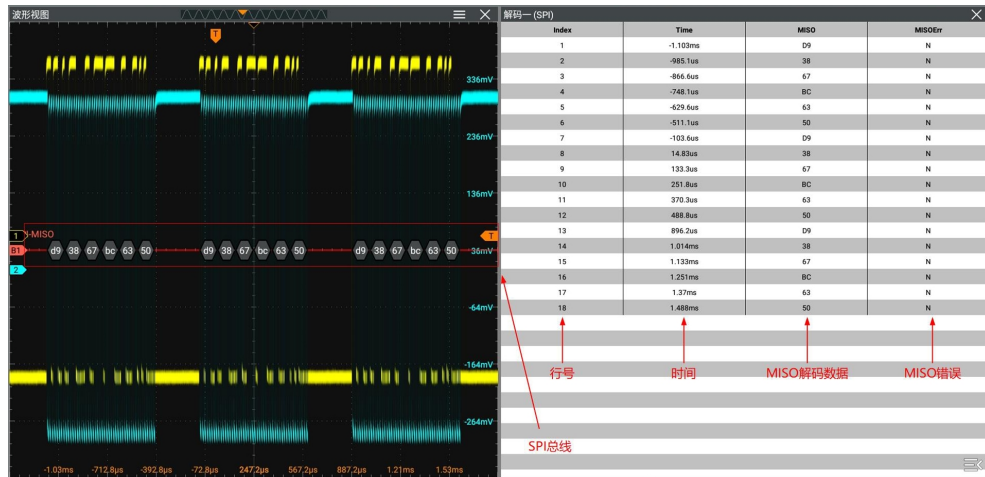 波形视图
T
336mV
236mV
136mV
1 -MISO
T
B1 d9 38 67 bc 63 50 d9 38 67 bc 63 50 d9 38 67 bc 63 50 36mV
2
-64mV
-164mV
-264mV
-1.03ms -712.8μs -392.8μs -72.8μs 247.2μs 567.2μs 887.2μs 1.21ms 1.53ms
解码一 (SPI)
Index Time MISO MISOErr
1 -1.103ms D9 N
2 -985.1us 38 N
3 -866.6us 67 N
4 -748.1us BC N
5 -629.6us 63 N
6 -511.1us 50 N
7 -103.6us D9 N
8 14.83us 38 N
9 133.3us 67 N
10 251.8us BC N
11 370.3us 63 N
12 488.8us 50 N
13 896.2us D9 N
14 1.014ms 38 N
15 1.133ms 67 N
16 1.251ms BC N
17 1.37ms 63 N
18 1.488ms 50 N
行号 时间 MISO解码数据 MISO错误
SPI总线